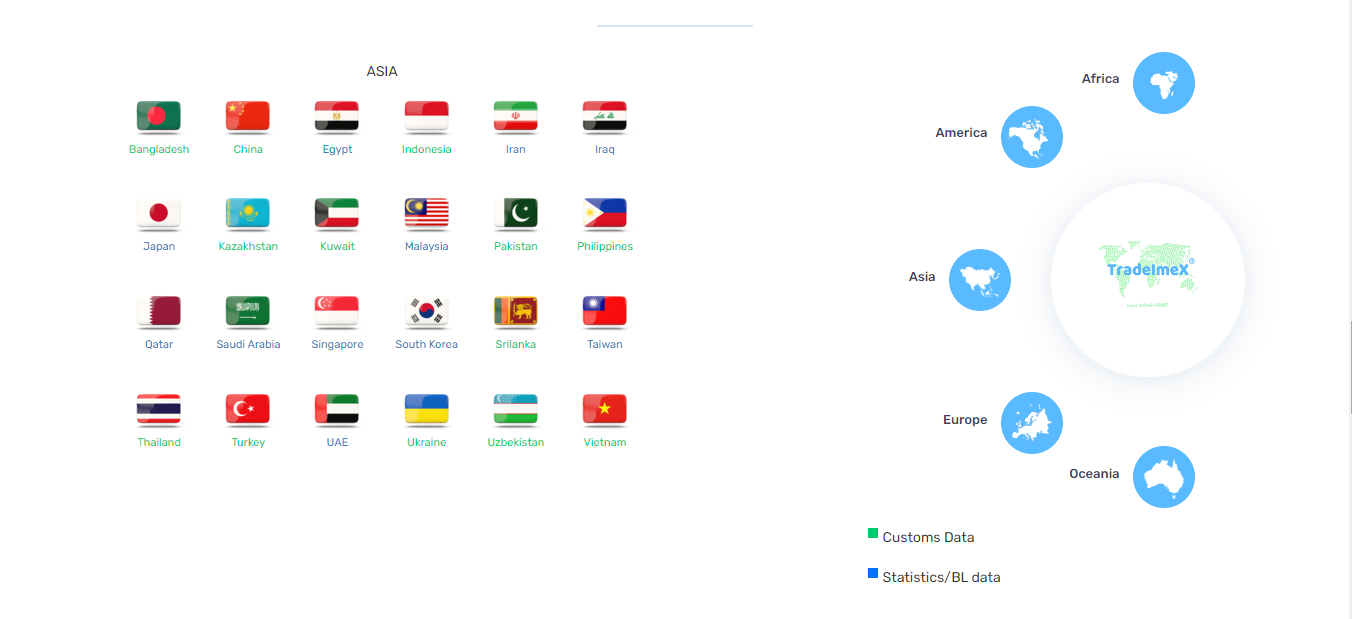 ASIA
Bangladesh China Egypt Indonesia Iran Iraq
Japan Kazakhstan Kuwait Malaysia Pakistan Philippines
Qatar Saudi Arabia Singapore South Korea Srilanka Taiwan
Thailand Turkey UAE Ukraine Uzbekistan Vietnam
Africa
America
Asia
TradeImeX®
Europe
Oceania
Customs Data
Statistics/BL data